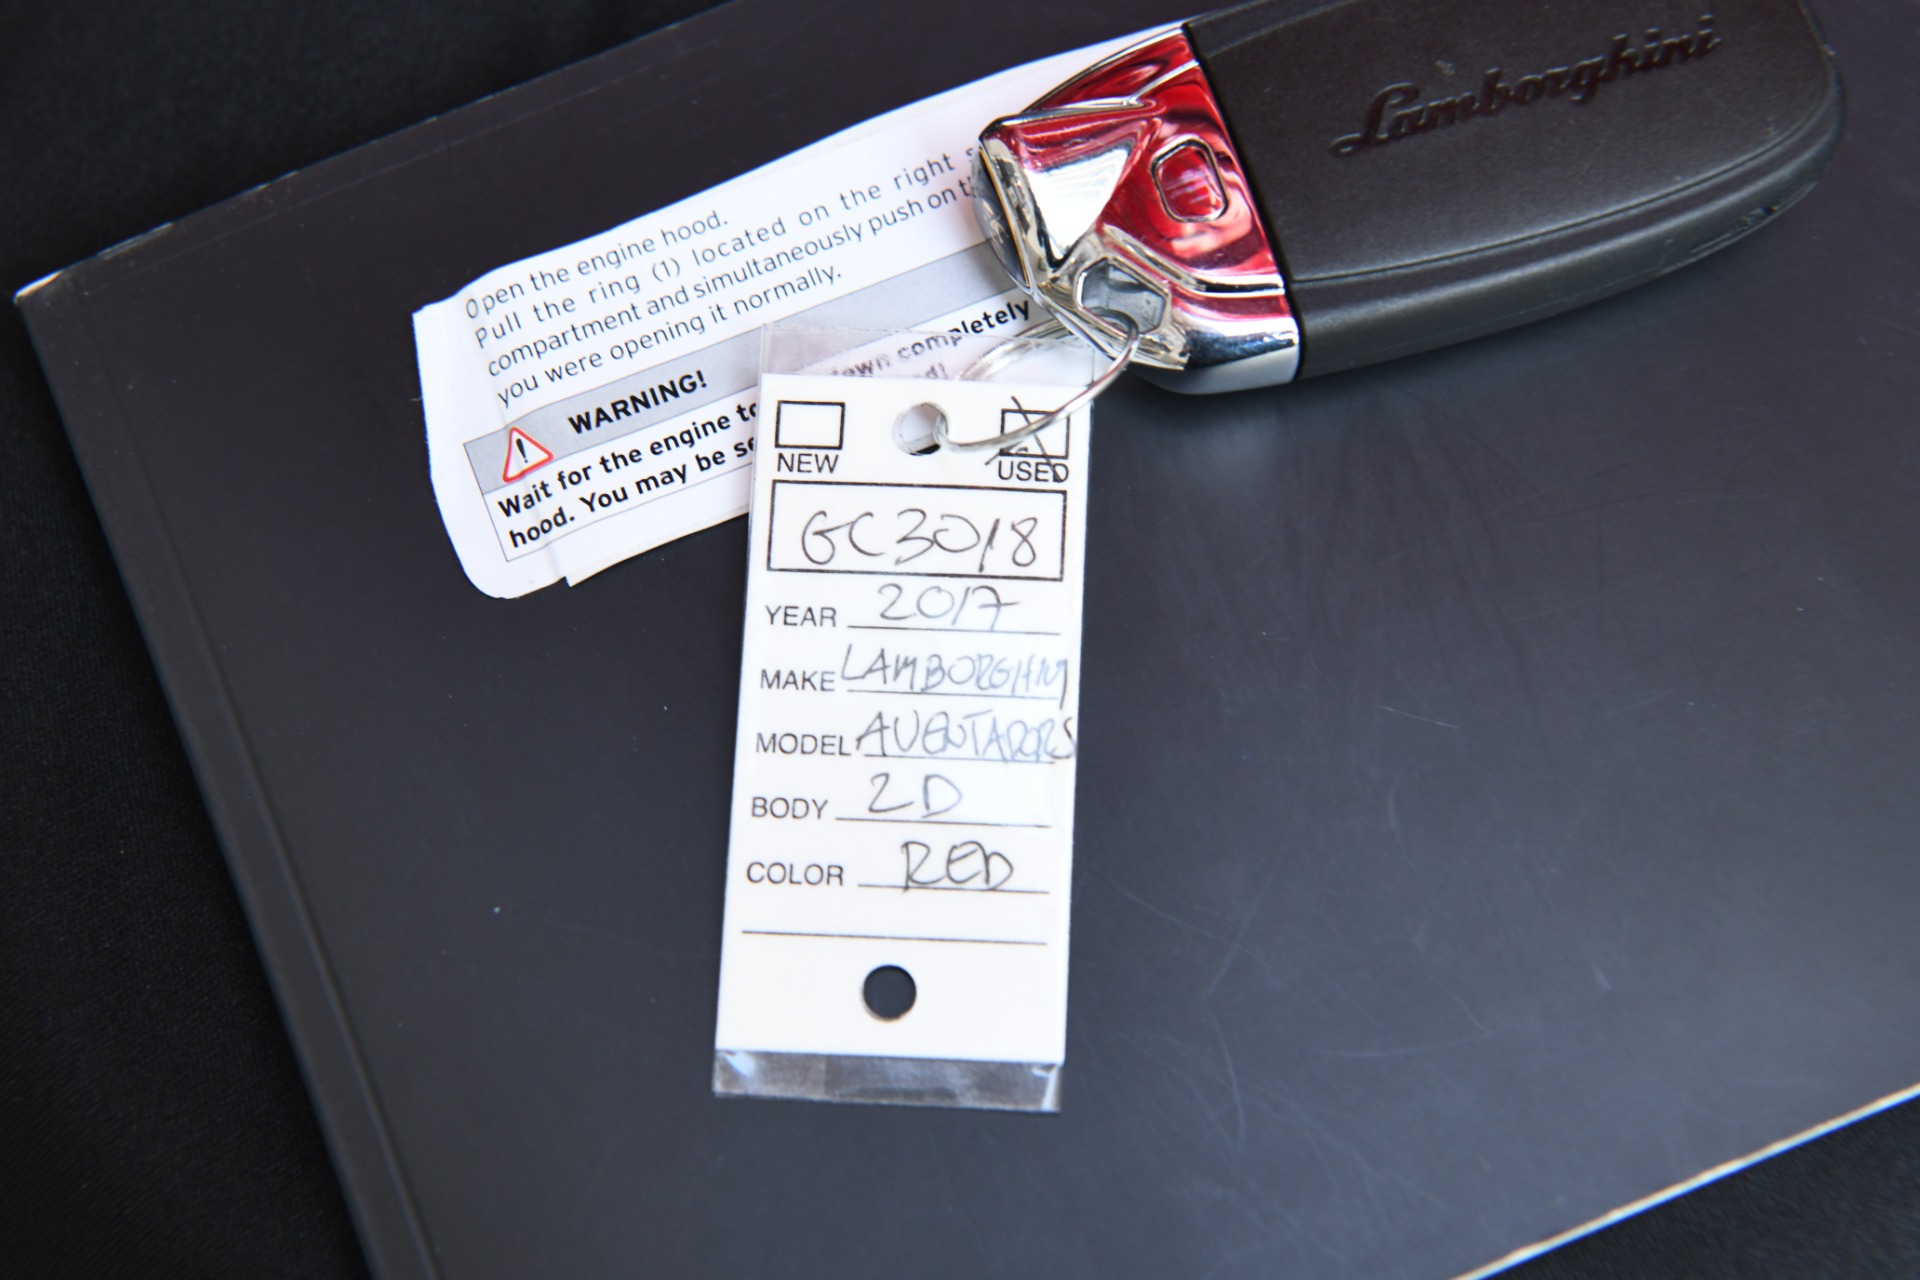 Lamborghini
Open the engine hood.
Pull the ring (1) located on the right s
compartment and simultaneously push on t
you were opening it normally.
WARNING!
Wait for the engine to completely
hood. You may be se
NEW USED
GC3018
YEAR 2017
MAKE LAMBORGHINI
MODEL AVENTADORS
BODY 2D
COLOR RED